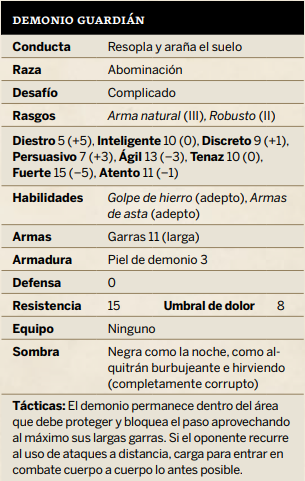 DEMONIO GUARDIÁN
Conducta Resopla y araña el suelo
Raza Abominación
Desafío Complicado
Rasgos Arma natural (III), Robusto (II)
Diestro 5 (+5), Inteligente 10 (0), Discreto 9 (+1),
Persuasivo 7 (+3), Ágil 13 (−3), Tenaz 10 (0),
Fuerte 15 (−5), Atento 11 (−1)
Habilidades Golpe de hierro (adepto), Armas
de asta (adepto)
Armas Garras 11 (larga)
Armadura Piel de demonio 3
Defensa 0
Resistencia 15 Umbral de dolor 8
Equipo Ninguno
Sombra Negra como la noche, como al-
quitrán burbujeante e hirviendo
(completamente corrupto)
Tácticas: El demonio permanece dentro del área
que debe proteger y bloquea el paso aprovechando
al máximo sus largas garras. Si el oponente recurre
al uso de ataques a distancia, carga para entrar en
combate cuerpo a cuerpo lo antes posible.